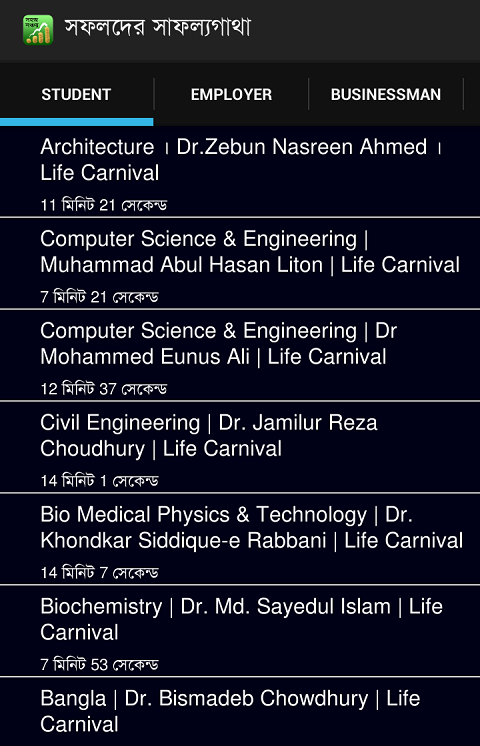 সফলদের সাফল্যগাথা
STUDENT
EMPLOYER
BUSINESSMAN
Architecture । Dr.Zebun Nasreen Ahmed ।
Life Carnival
11 মিনিট 21 সেকেন্ড
Computer Science & Engineering |
Muhammad Abul Hasan Liton | Life Carnival
7 মিনিট 21 সেকেন্ড
Computer Science & Engineering | Dr
Mohammed Eunus Ali | Life Carnival
12 মিনিট 37 সেকেন্ড
Civil Engineering | Dr. Jamilur Reza
Choudhury | Life Carnival
14 মিনিট 1 সেকেন্ড
Bio Medical Physics & Technology | Dr.
Khondkar Siddique-e Rabbani | Life Carnival
14 মিনিট 7 সেকেন্ড
Biochemistry | Dr. Md. Sayedul Islam | Life
Carnival
7 মিনিট 53 সেকেন্ড
Bangla | Dr. Bismadeb Chowdhury | Life
Carnival